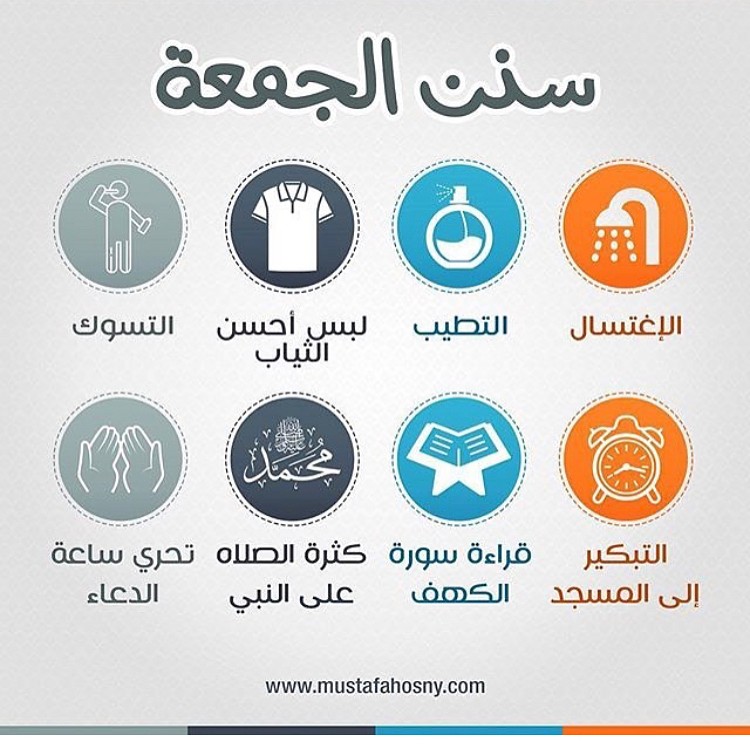 سنن الجمعة
الإغتسال
التطيب
لبس أحسن
الثياب
التسوك
محمد
صلى الله عليه وسلم
التبكير
إلى المسجد
قراءة سورة
الكهف
كثرة الصلاه
على النبي
تحري ساعة
الدعاء
www.mustafahosny.com